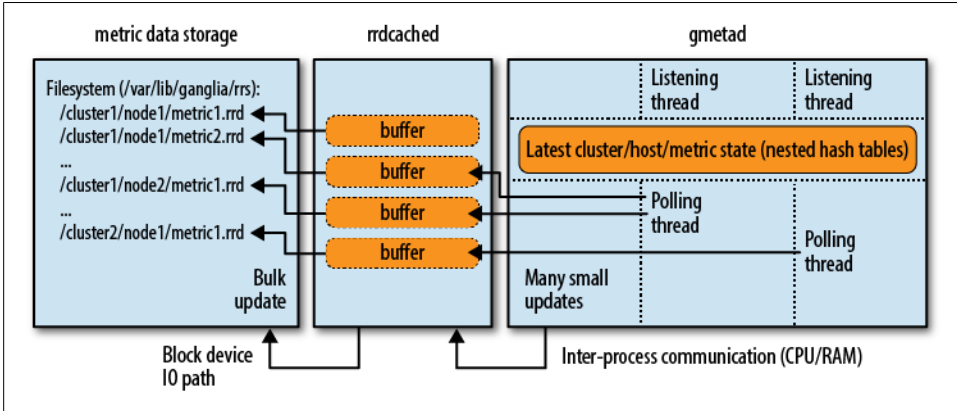 metric data storage
rrdcached
gmetad
Filesystem (/var/lib/ganglia/rrs):
/cluster1/node1/metric1.rrd
/cluster1/node1/metric2.rrd
...
/cluster1/node2/metric1.rrd
...
/cluster2/node1/metric1.rrd
Bulk
update
buffer
buffer
buffer
buffer
Listening
thread
Listening
thread
Latest cluster/host/metric state (nested hash tables)
Polling
thread
Polling
thread
Many small
updates
Block device
IO path
Inter-process communication (CPU/RAM)